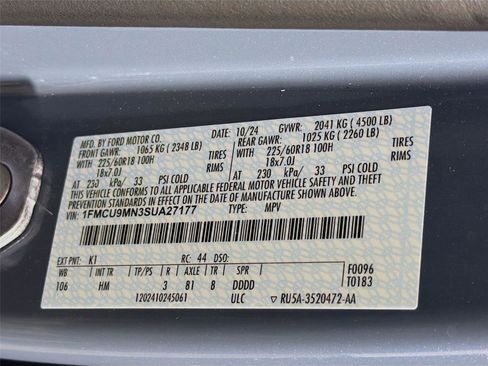 MFD. BY FORD MOTOR CO. 10/24 GVWR: 2041 KG ( 4500 LB)
FRONT GAWR: 1065 KG ( 2348 LB) REAR GAWR: 1025 KG ( 2260 LB)
WITH 225/60R18 100H TIRES WITH 225/60R18 100H TIRES
18x7.0J RIMS 18x7.0J RIMS
AT 230 kPa/ 33 PSI COLD AT 230 kPa/ 33 PSI COLD
THIS VEHICLE CONFORMS TO ALL APPLICABLE FEDERAL MOTOR VEHICLE SAFETY AND THEFT
PREVENTION STANDARDS IN EFFECT ON THE DATE OF MANUFACTURE SHOWN ABOVE.
VIN: 1FMCU9MN3SUA27177 TYPE: MPV
EXT PNT: K1 RC: 44 DSO: F0096
WB INT TR TP/PS R AXLE TR SPR T0183
106 HM 3 81 8 DDDD
1202410245061 ULC ▽ RU5A-3520472-AA